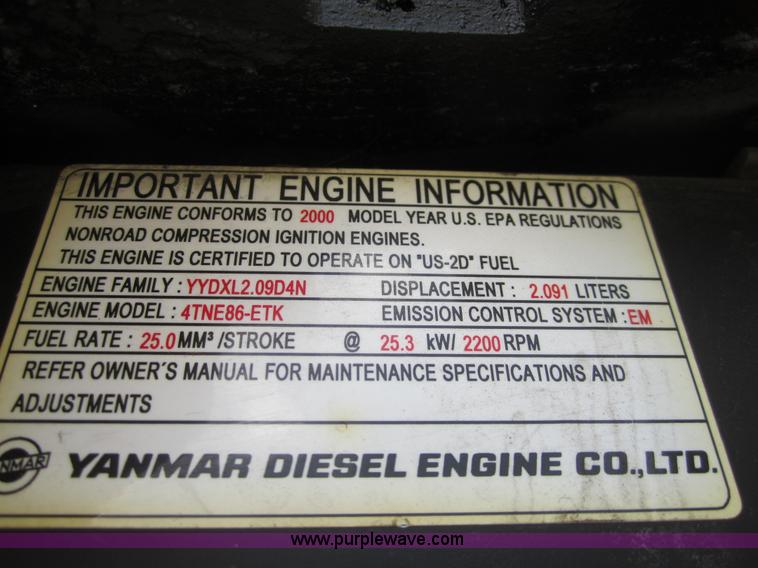 IMPORTANT ENGINE INFORMATION
THIS ENGINE CONFORMS TO 2000 MODEL YEAR U.S. EPA REGULATIONS
NONROAD COMPRESSION IGNITION ENGINES.
THIS ENGINE IS CERTIFIED TO OPERATE ON "US-2D" FUEL
ENGINE FAMILY : YYDXL2.09D4N DISPLACEMENT : 2.091 LITERS
ENGINE MODEL : 4TNE86-ETK EMISSION CONTROL SYSTEM : EM
FUEL RATE : 25.0 MM³ /STROKE @ 25.3 kW/ 2200 RPM
REFER OWNER´S MANUAL FOR MAINTENANCE SPECIFICATIONS AND
ADJUSTMENTS
YANMAR YANMAR DIESEL ENGINE CO.,LTD.
www.purplewave.com